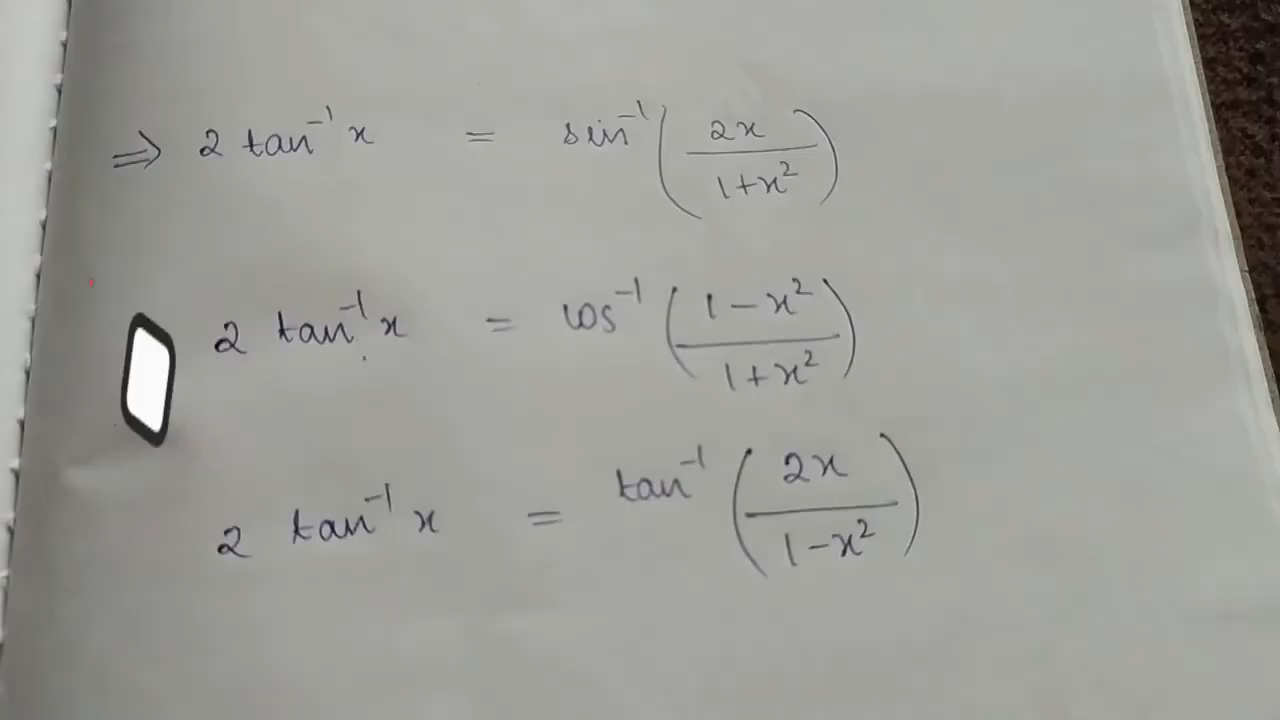 ⇒ 2 tan⁻¹ x = sin⁻¹ (2x / 1+x²)
2 tan⁻¹ x = cos⁻¹ (1-x² / 1+x²)
2 tan⁻¹ x = tan⁻¹ (2x / 1-x²)